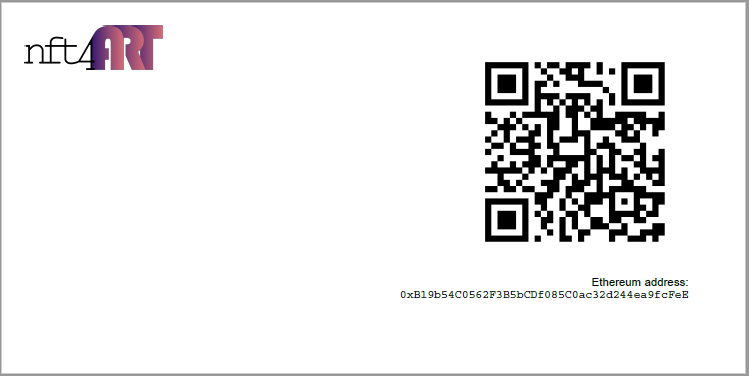 nft4ART
Ethereum address:
0xB19b54C0562F3B5bCDf085C0ac32d244ea9fcFeE